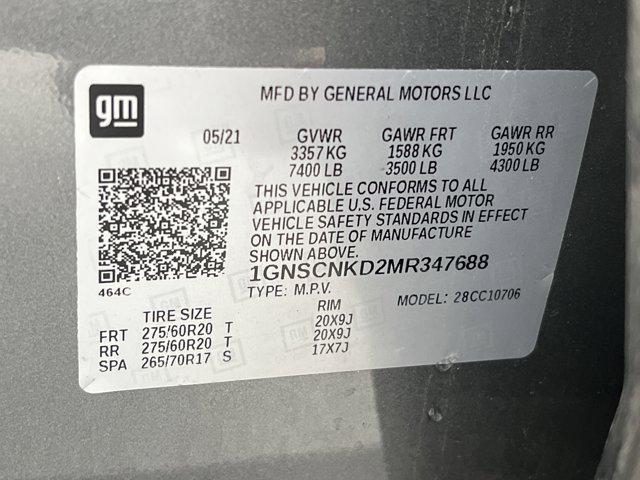 gm
MFD BY GENERAL MOTORS LLC
05/21 GVWR GAWR FRT GAWR RR
3357 KG 1588 KG 1950 KG
7400 LB 3500 LB 4300 LB
THIS VEHICLE CONFORMS TO ALL
APPLICABLE U.S. FEDERAL MOTOR
VEHICLE SAFETY STANDARDS IN EFFECT
ON THE DATE OF MANUFACTURE
SHOWN ABOVE.
1GNSCNKD2MR347688
464C
TYPE: M.P.V. MODEL: 28CC10706
TIRE SIZE RIM
FRT 275/60R20 T 20X9J
RR 275/60R20 T 20X9J
SPA 265/70R17 S 17X7J